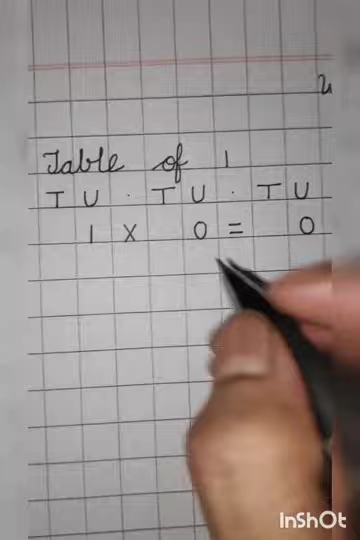 Table of 1
T U . T U . T U
1 X 0 = 0
InShOt